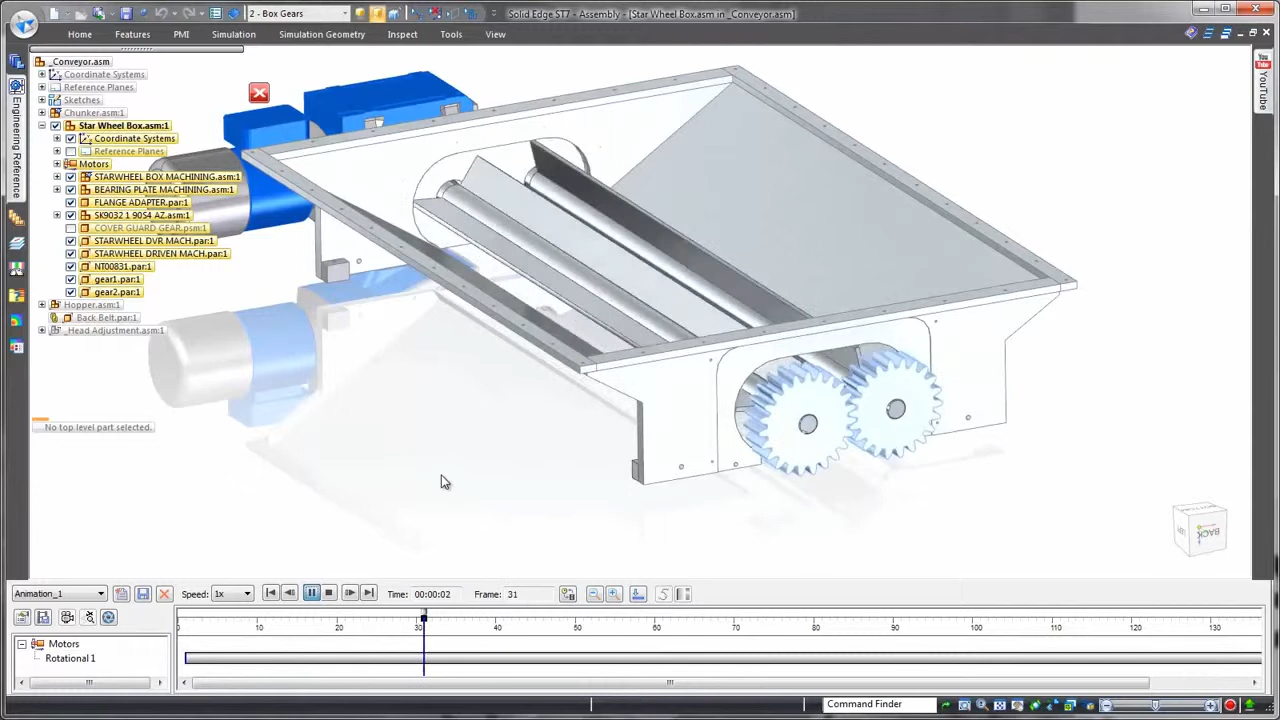 2 - Box Gears
Solid Edge ST7 - Assembly - [Star Wheel Box.asm in _Conveyor.asm]
Home Features PMI Simulation Simulation Geometry Inspect Tools View
_Conveyor.asm
Coordinate Systems
Reference Planes
Sketches
Chunker.asm:1
Star Wheel Box.asm:1
Coordinate Systems
Reference Planes
Motors
STARWHEEL BOX MACHINING.asm:1
BEARING PLATE MACHINING.asm:1
FLANGE ADAPTER.par:1
SK9032 1 90S4 AZ.asm:1
COVER GUARD GEAR.psm:1
STARWHEEL DVR MACH.par:1
STARWHEEL DRIVEN MACH.par:1
NT00831.par:1
gear1.par:1
gear2.par:1
Hopper.asm:1
Back Belt.par:1
_Head Adjustment.asm:1
No top level part selected.
Engineering Reference
You
YouTube
BACK
Animation_1
Speed: 1x
Time: 00:00:02
Frame: 31
10 20 30 40 50 60 70 80 90 100 110 120 130
Motors
Rotational 1
Command Finder